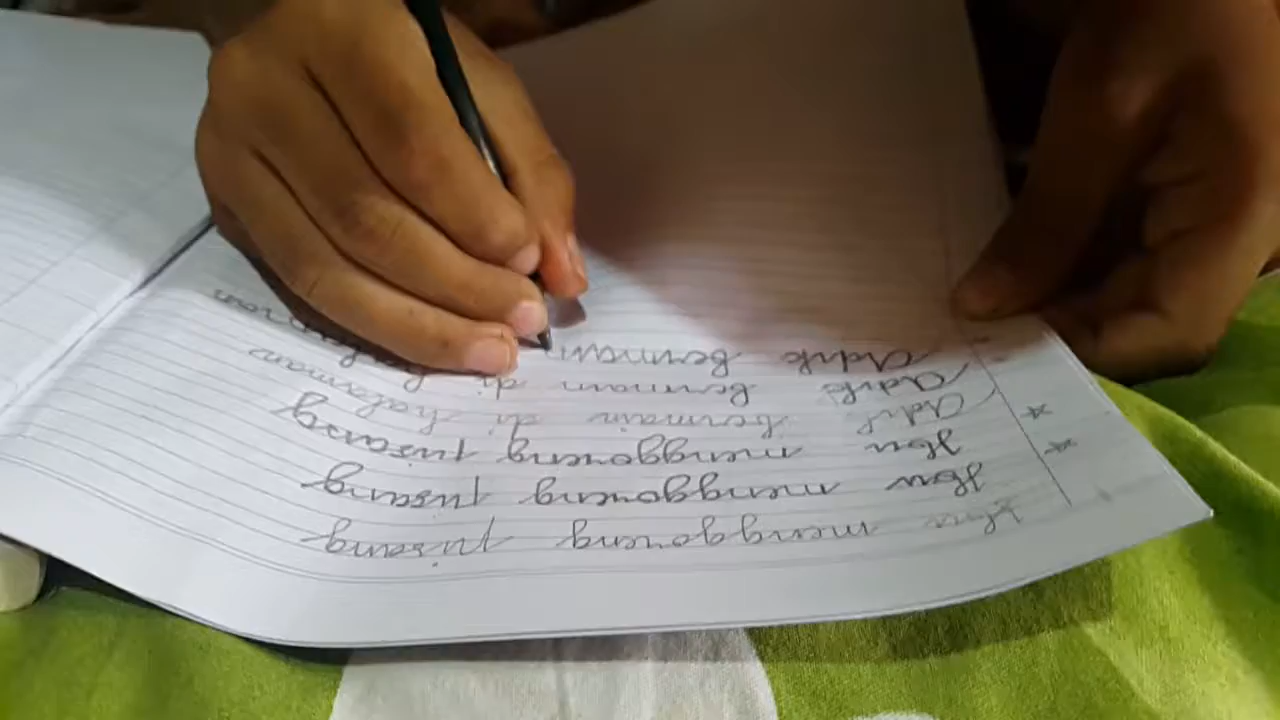 Ibu menggoreng pisang
Ibu menggoreng pisang
Ibu menggoreng pisang
Adik bermain di halaman
Adik bermain di
Adik bermain